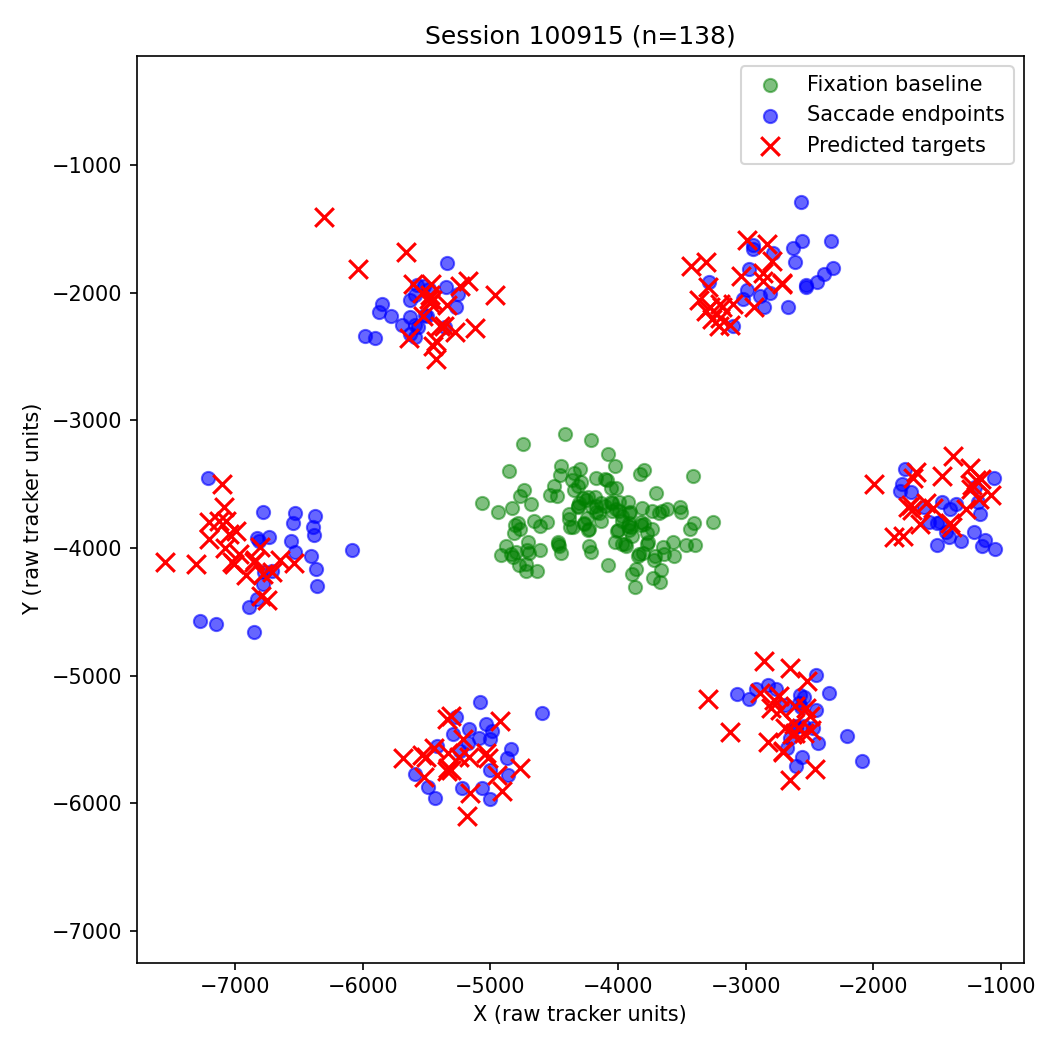 Session 100915 (n=138)
Fixation baseline
Saccade endpoints
Predicted targets
−1000
−2000
−3000
−4000
−5000
−6000
−7000
Y (raw tracker units)
−7000 −6000 −5000 −4000 −3000 −2000 −1000
X (raw tracker units)